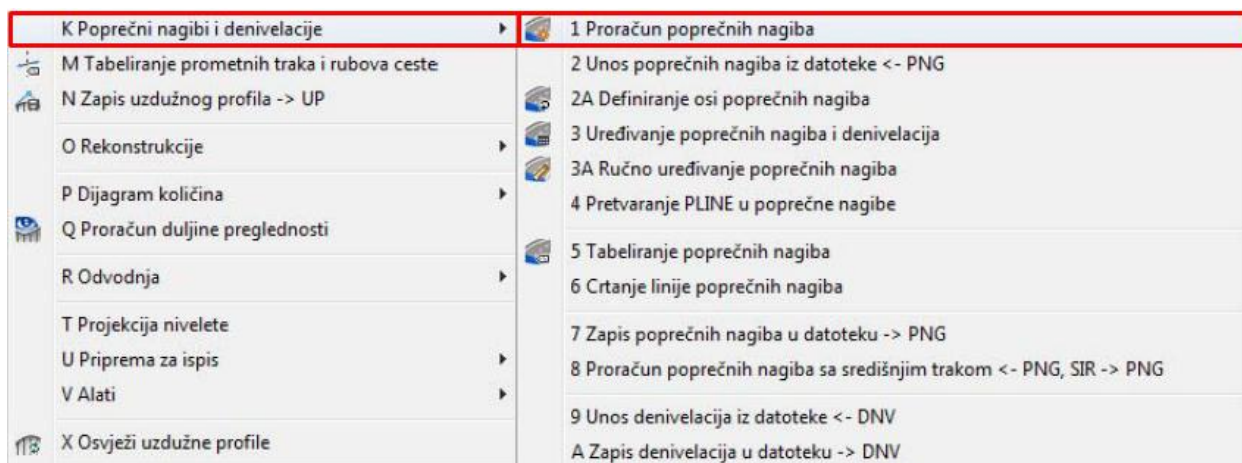 K Poprečni nagibi i denivelacije
M Tabeliranje prometnih traka i rubova ceste
N Zapis uzdužnog profila -> UP
O Rekonstrukcije
P Dijagram količina
Q Proračun duljine preglednosti
R Odvodnja
T Projekcija nivelete
U Priprema za ispis
V Alati
X Osvježi uzdužne profile
1 Proračun poprečnih nagiba
2 Unos poprečnih nagiba iz datoteke <- PNG
2A Definiranje osi poprečnih nagiba
3 Uređivanje poprečnih nagiba i denivelacija
3A Ručno uređivanje poprečnih nagiba
4 Pretvaranje PLINE u poprečne nagibe
5 Tabeliranje poprečnih nagiba
6 Crtanje linije poprečnih nagiba
7 Zapis poprečnih nagiba u datoteku -> PNG
8 Proračun poprečnih nagiba sa središnjim trakom <- PNG, SIR -> PNG
9 Unos denivelacija iz datoteke <- DNV
A Zapis denivelacija u datoteku -> DNV